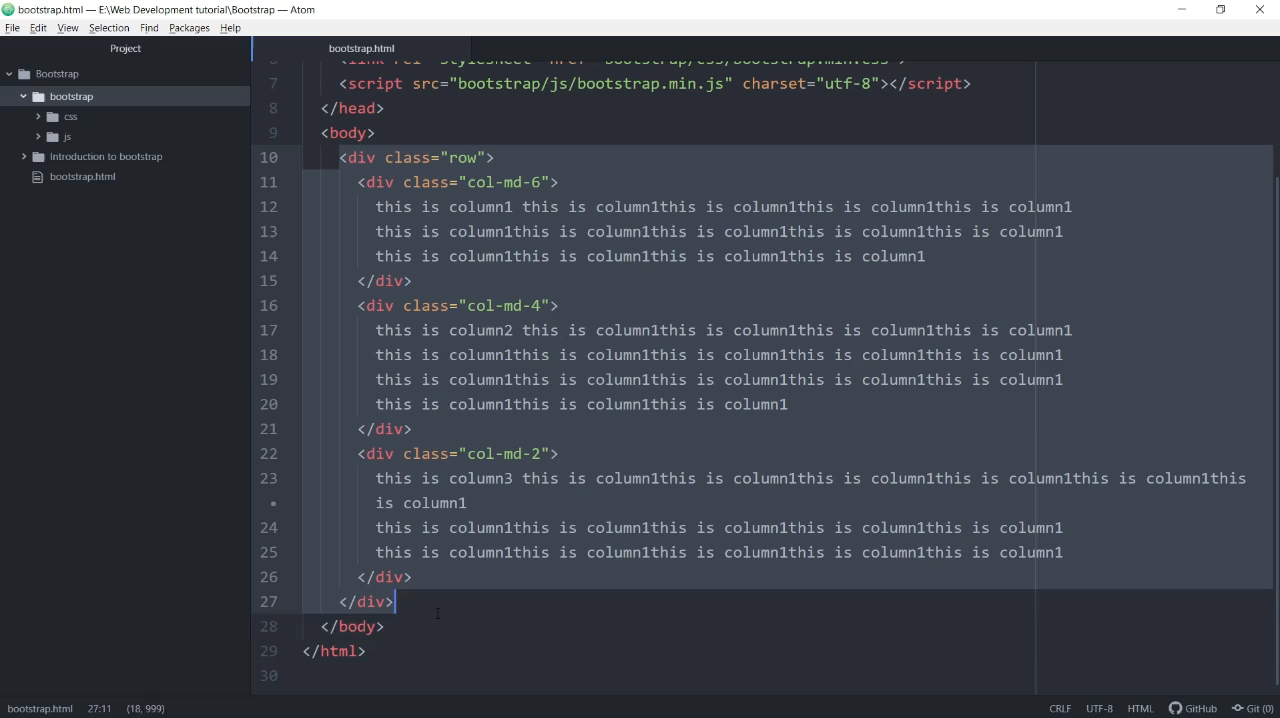 bootstrap.html — E:\Web Development tutorial\Bootstrap — Atom
File Edit View Selection Find Packages Help
Project
bootstrap.html
Bootstrap
bootstrap
css
js
Introduction to bootstrap
bootstrap.html
6 <link rel="stylesheet" href="bootstrap/css/bootstrap.min.css">
7 <script src="bootstrap/js/bootstrap.min.js" charset="utf-8"></script>
8 </head>
9 <body>
10 <div class="row">
11 <div class="col-md-6">
12 this is column1 this is column1this is column1this is column1this is column1
13 this is column1this is column1this is column1this is column1this is column1
14 this is column1this is column1this is column1this is column1
15 </div>
16 <div class="col-md-4">
17 this is column2 this is column1this is column1this is column1this is column1
18 this is column1this is column1this is column1this is column1this is column1
19 this is column1this is column1this is column1this is column1this is column1
20 this is column1this is column1this is column1
21 </div>
22 <div class="col-md-2">
23 this is column3 this is column1this is column1this is column1this is column1this is column1this
• is column1
24 this is column1this is column1this is column1this is column1this is column1
25 this is column1this is column1this is column1this is column1this is column1
26 </div>
27 </div>
28 </body>
29 </html>
30
bootstrap.html 27:11 (18, 999) CRLF UTF-8 HTML GitHub Git (0)